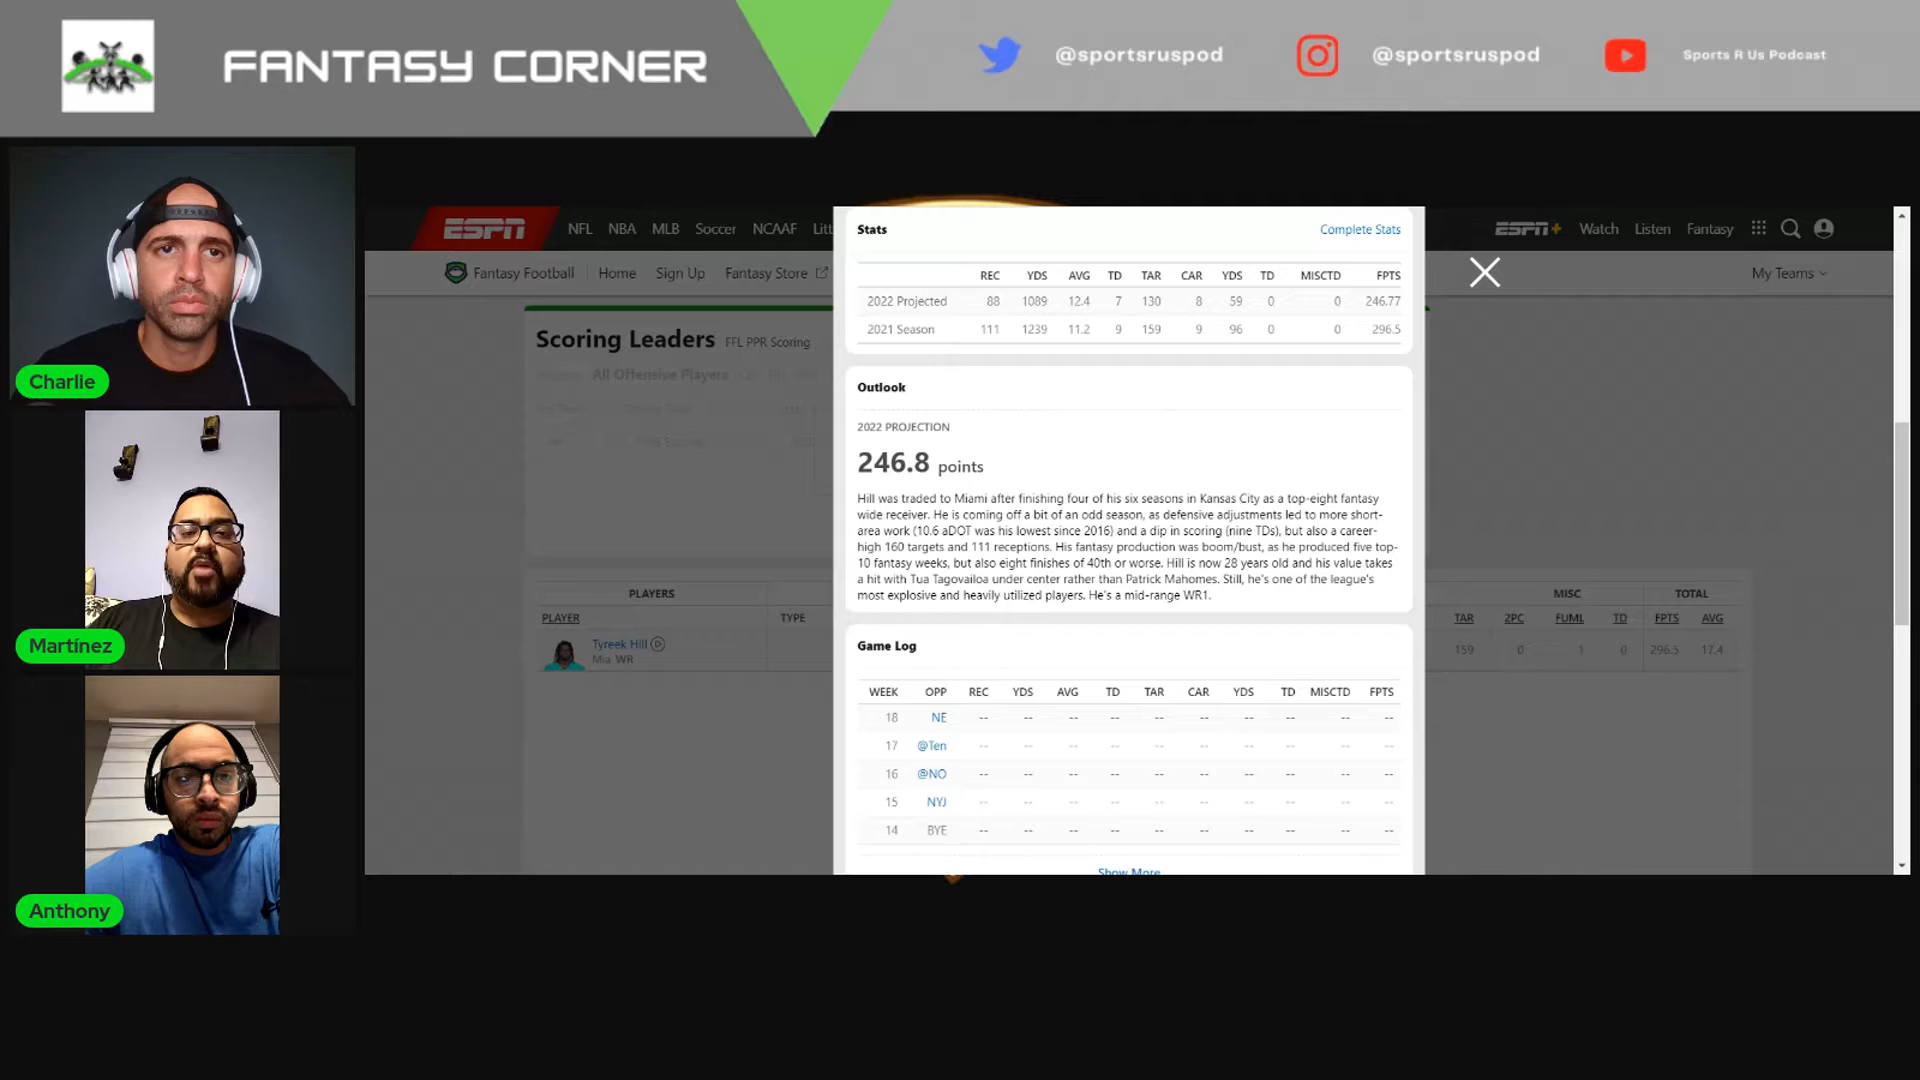 FANTASY CORNER
@sportsruspod
@sportsruspod
Sports R Us Podcast
Charlie
Martínez
Anthony
ESPN NFL NBA MLB Soccer NCAAF Litt
ESPN+ Watch Listen Fantasy
Fantasy Football Home Sign Up Fantasy Store
My Teams
Scoring Leaders FFL PPR Scoring
All Offensive Players
PLAYERS
PLAYER TYPE
Tyreek Hill
Mia WR
Stats Complete Stats
REC YDS AVG TD TAR CAR YDS TD MISCTD FPTS
2022 Projected 88 1089 12.4 7 130 8 59 0 0 246.77
2021 Season 111 1239 11.2 9 159 9 96 0 0 296.5
Outlook
2022 PROJECTION
246.8 points
Hill was traded to Miami after finishing four of his six seasons in Kansas City as a top-eight fantasy
wide receiver. He is coming off a bit of an odd season, as defensive adjustments led to more short-
area work (10.6 aDOT was his lowest since 2016) and a dip in scoring (nine TDs), but also a career-
high 160 targets and 111 receptions. His fantasy production was boom/bust, as he produced five top-
10 fantasy weeks, but also eight finishes of 40th or worse. Hill is now 28 years old and his value takes
a hit with Tua Tagovailoa under center rather than Patrick Mahomes. Still, he's one of the league's
most explosive and heavily utilized players. He's a mid-range WR1.
Game Log
WEEK OPP REC YDS AVG TD TAR CAR YDS TD MISCTD FPTS
18 NE -- -- -- -- -- -- -- -- -- --
17 @Ten -- -- -- -- -- -- -- -- -- --
16 @NO -- -- -- -- -- -- -- -- -- --
15 NYJ -- -- -- -- -- -- -- -- -- --
14 BYE -- -- -- -- -- -- -- -- -- --
Show More
MISC TOTAL
TAR 2PC FUML TD FPTS AVG
159 0 1 0 296.5 17.4